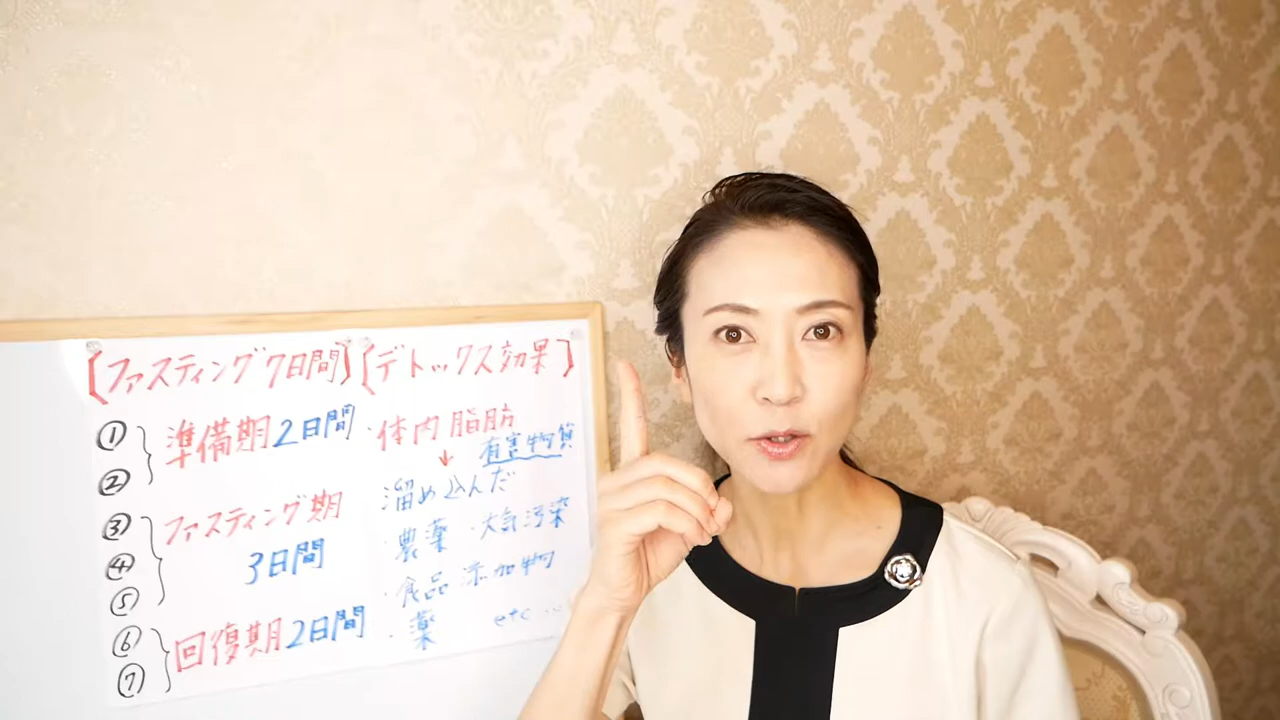 【ファスティング7日間】
① ② 準備期2日間
③ ④ ⑤ ファスティング期
3日間
⑥ ⑦ 回復期2日間
【デトックス効果】
・体内脂肪
↓ 有害物質
溜め込んだ
・農薬 ・大気汚染
・食品添加物
・薬 etc...